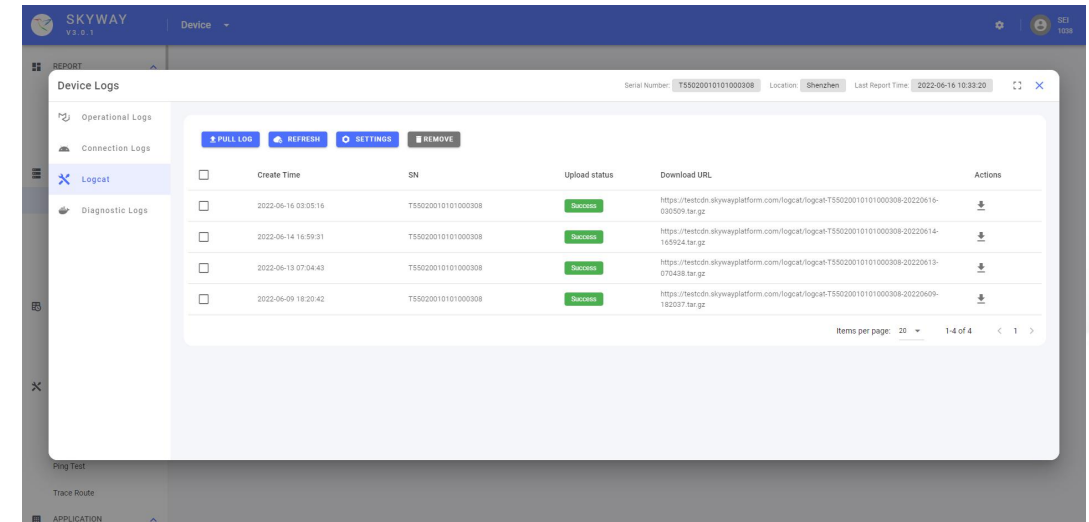 SKYWAY
V3.0.1
Device
SEI
1038
REPORT
Device Logs
Serial Number: T55020010101000308 Location: Shenzhen Last Report Time: 2022-06-16 10:33:20
Operational Logs
Connection Logs
Logcat
Diagnostic Logs
PULL LOG REFRESH SETTINGS REMOVE
Create Time SN Upload status Download URL Actions
2022-06-16 03:05:16 T55020010101000308 Success https://testcdn.skywayplatform.com/logcat/logcat-T55020010101000308-20220616-
030509.tar.gz
2022-06-14 16:59:31 T55020010101000308 Success https://testcdn.skywayplatform.com/logcat/logcat-T55020010101000308-20220614-
165924.tar.gz
2022-06-13 07:04:43 T55020010101000308 Success https://testcdn.skywayplatform.com/logcat/logcat-T55020010101000308-20220613-
070438.tar.gz
2022-06-09 18:20:42 T55020010101000308 Success https://testcdn.skywayplatform.com/logcat/logcat-T55020010101000308-20220609-
182037.tar.gz
Items per page: 20 1-4 of 4 1
Ping Test
Trace Route
APPLICATION